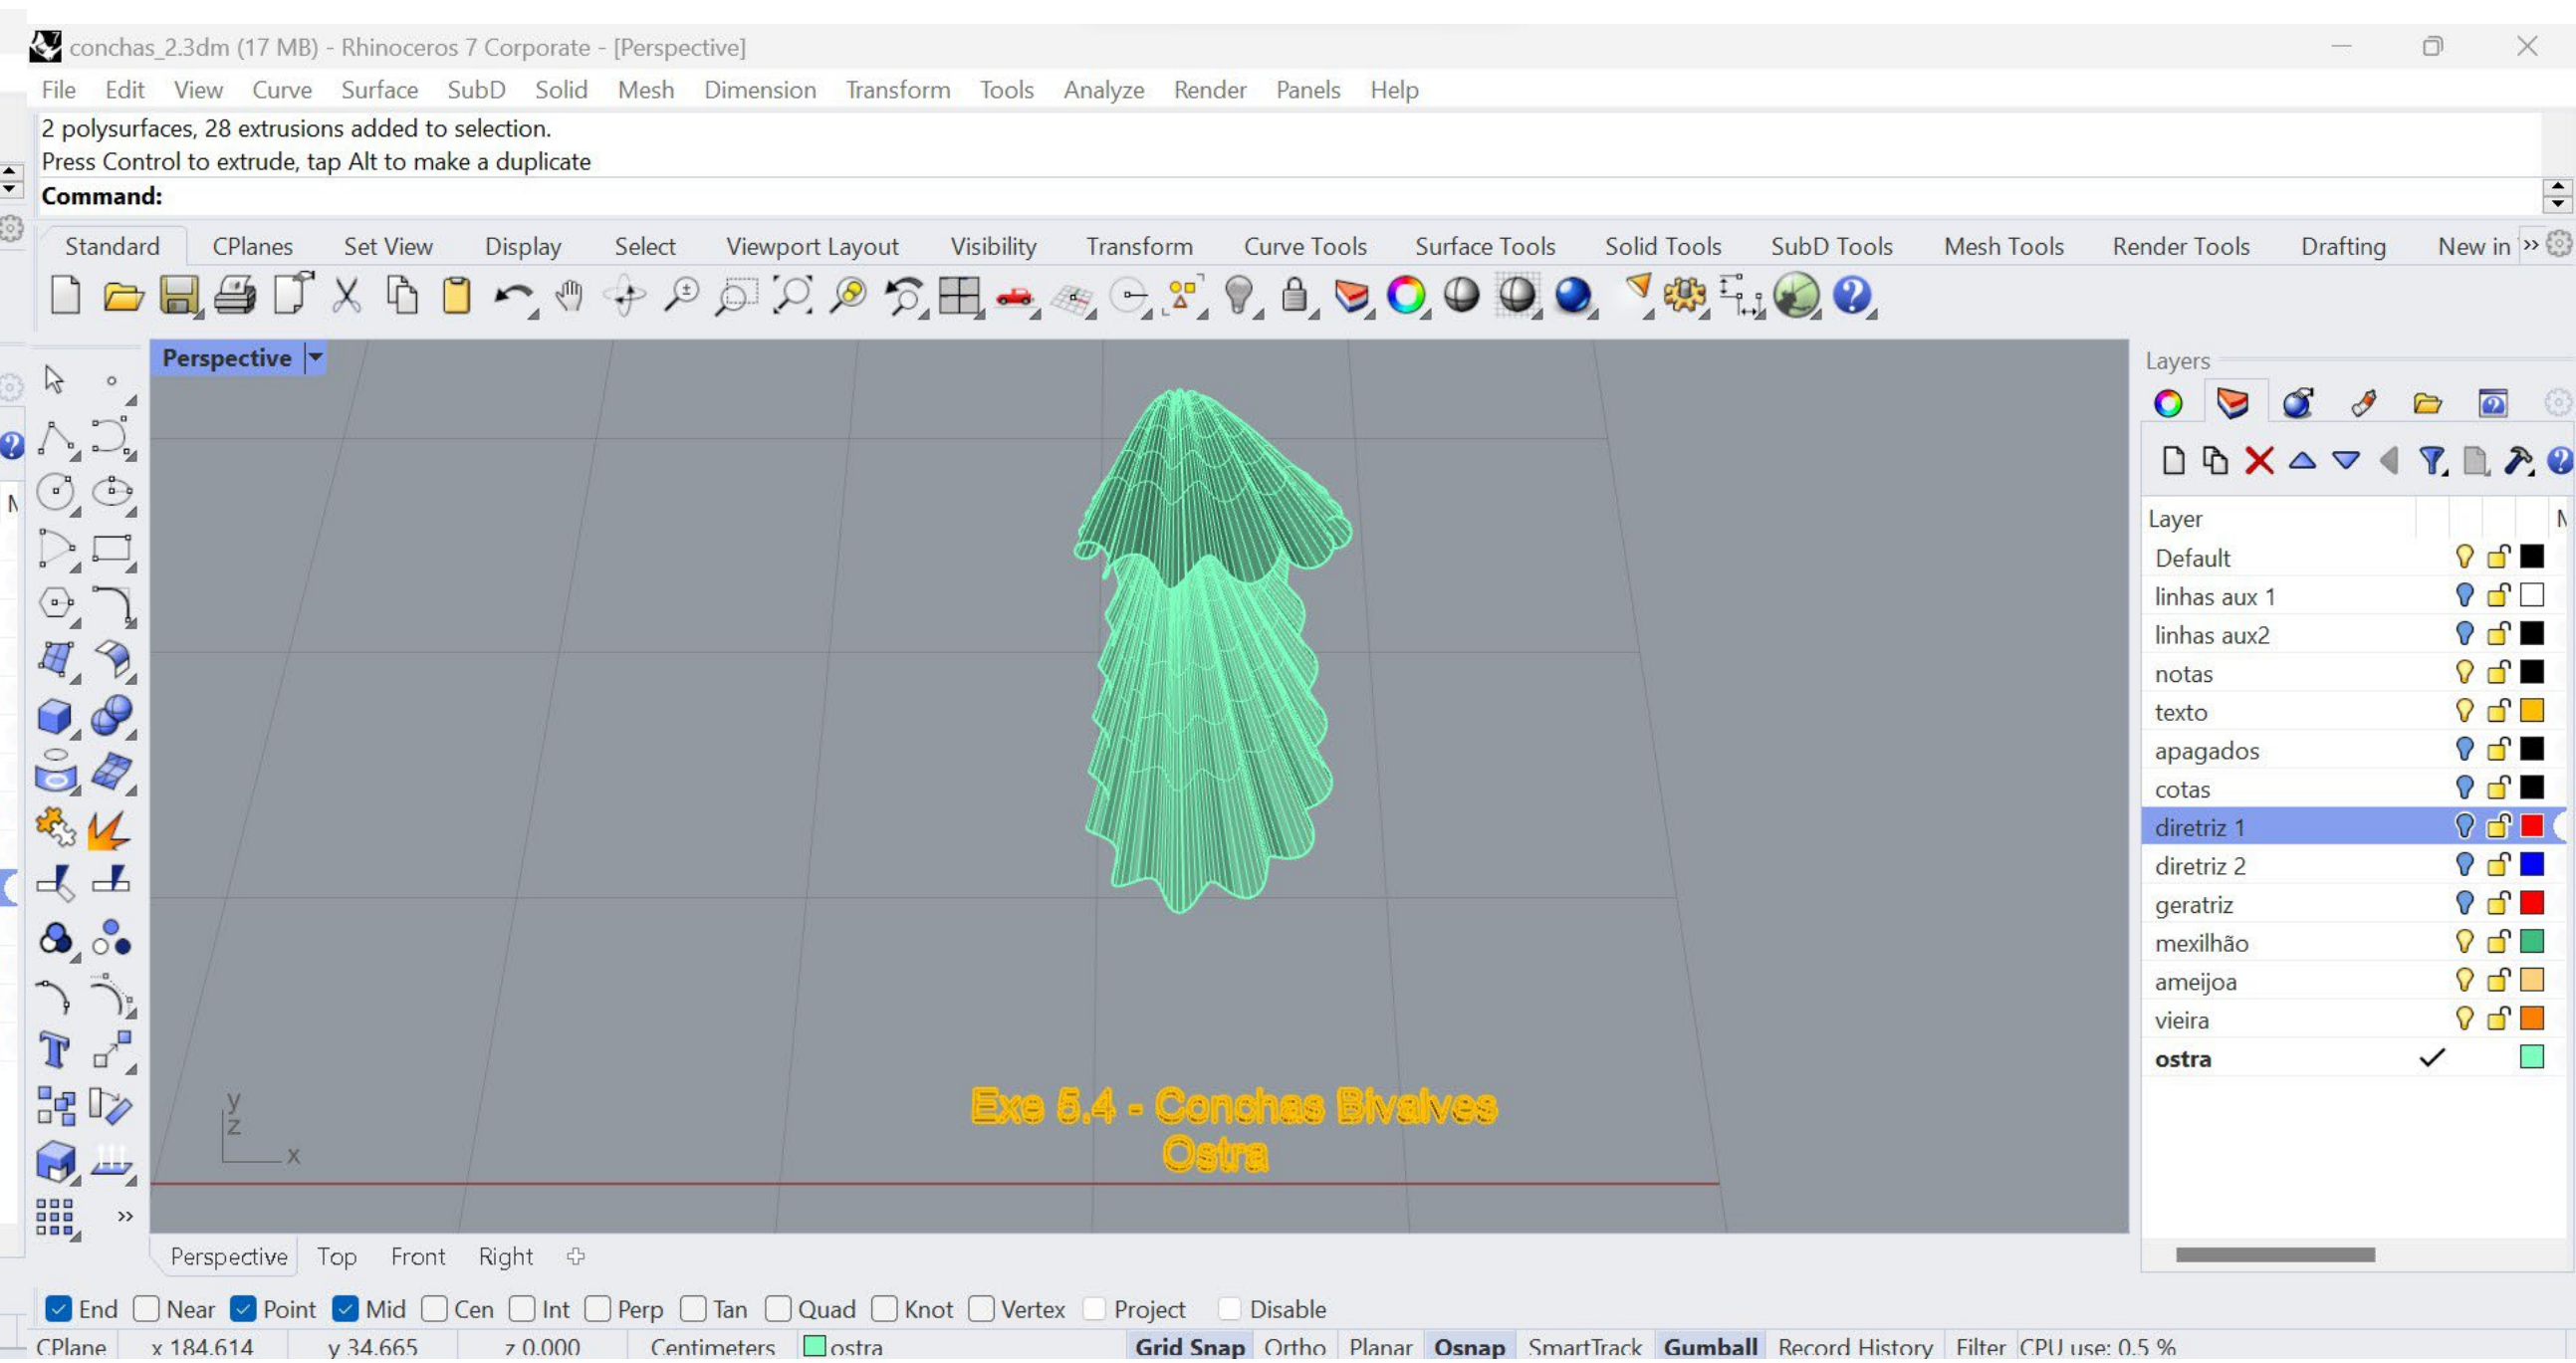 conchas_2.3dm (17 MB) - Rhinoceros 7 Corporate - [Perspective]
File Edit View Curve Surface SubD Solid Mesh Dimension Transform Tools Analyze Render Panels Help
2 polysurfaces, 28 extrusions added to selection.
Press Control to extrude, tap Alt to make a duplicate
Command:
Standard CPlanes Set View Display Select Viewport Layout Visibility Transform Curve Tools Surface Tools Solid Tools SubD Tools Mesh Tools Render Tools Drafting New in
Perspective
Layers
Layer
Default
linhas aux 1
linhas aux2
notas
texto
apagados
cotas
diretriz 1
diretriz 2
geratriz
mexilhão
ameijoa
vieira
ostra
y
z
x
Exe 5.4 - Conchas Bivalves
Ostra
Perspective Top Front Right
End Near Point Mid Cen Int Perp Tan Quad Knot Vertex Project Disable
CPlane x 184.614 y 34.665 z 0.000 Centimeters ostra Grid Snap Ortho Planar Osnap SmartTrack Gumball Record History Filter CPU use: 0.5 %